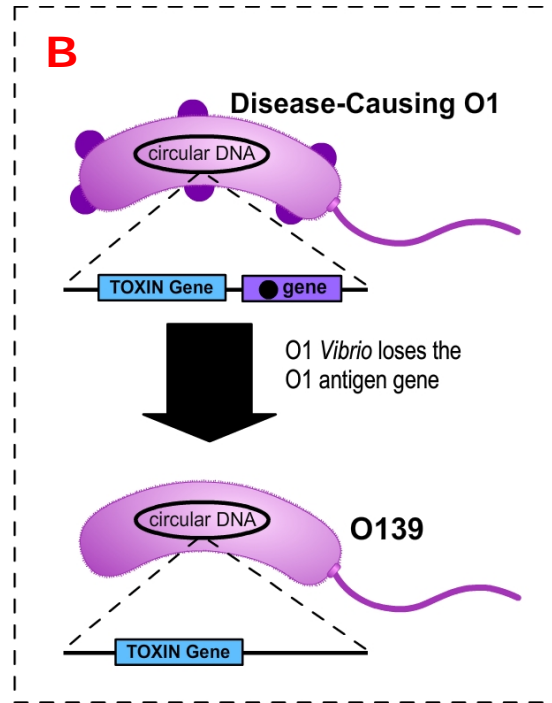 B
Disease-Causing O1
circular DNA
TOXIN Gene
gene
O1 Vibrio loses the
O1 antigen gene
circular DNA
O139
TOXIN Gene